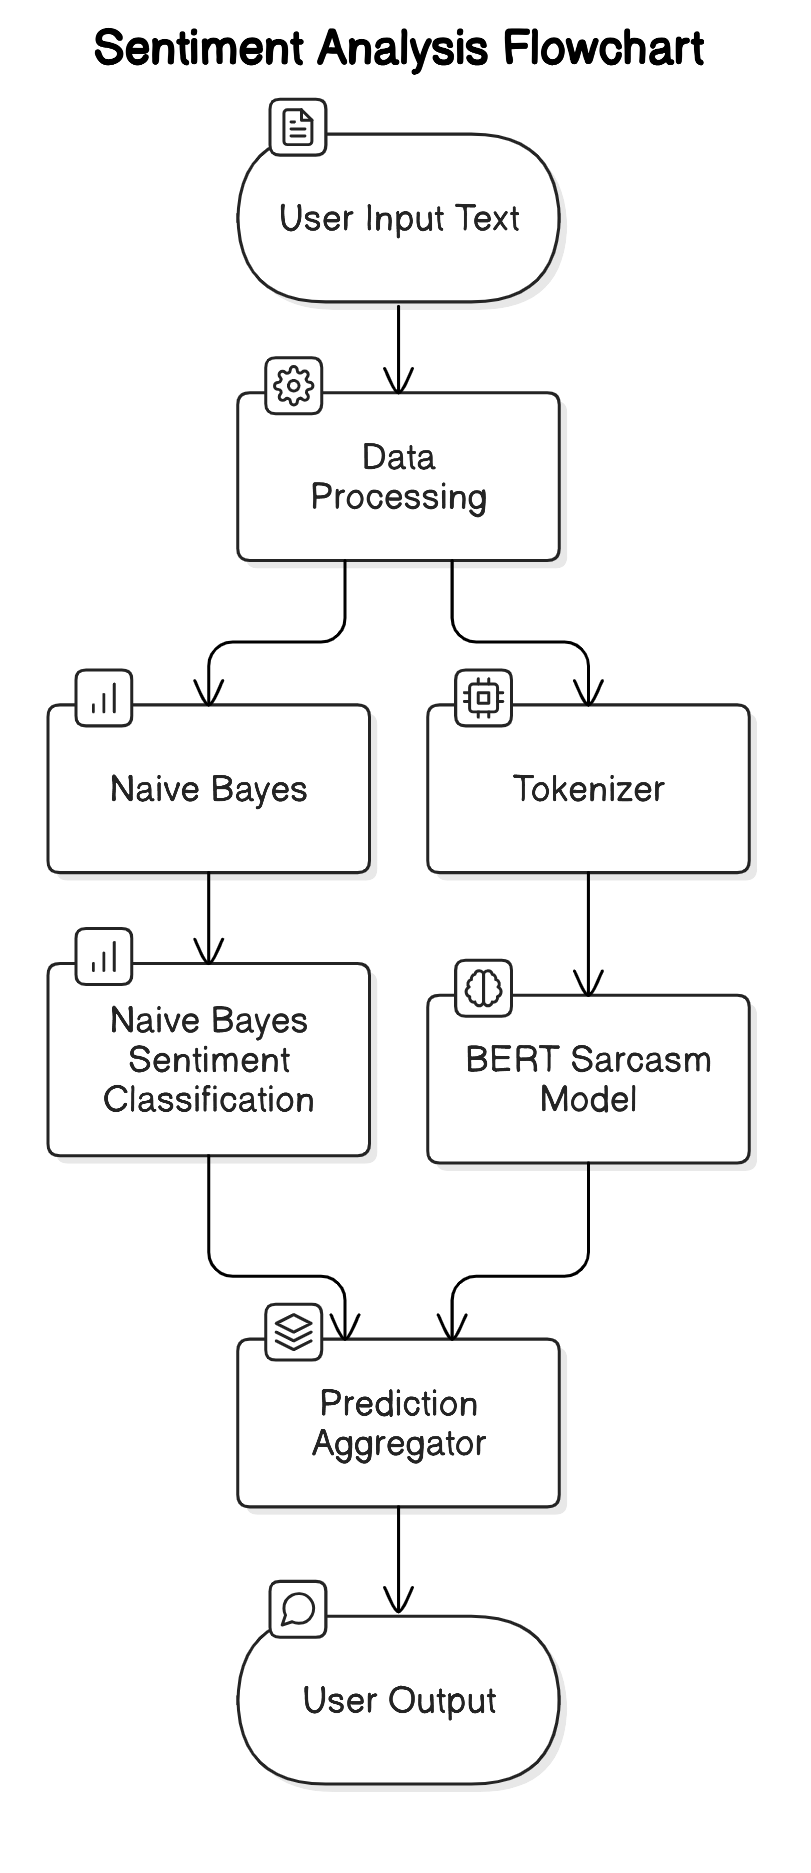 Sentiment Analysis Flowchart
User Input Text
Data
Processing
Naive Bayes
Tokenizer
Naive Bayes
Sentiment
Classification
BERT Sarcasm
Model
Prediction
Aggregator
User Output